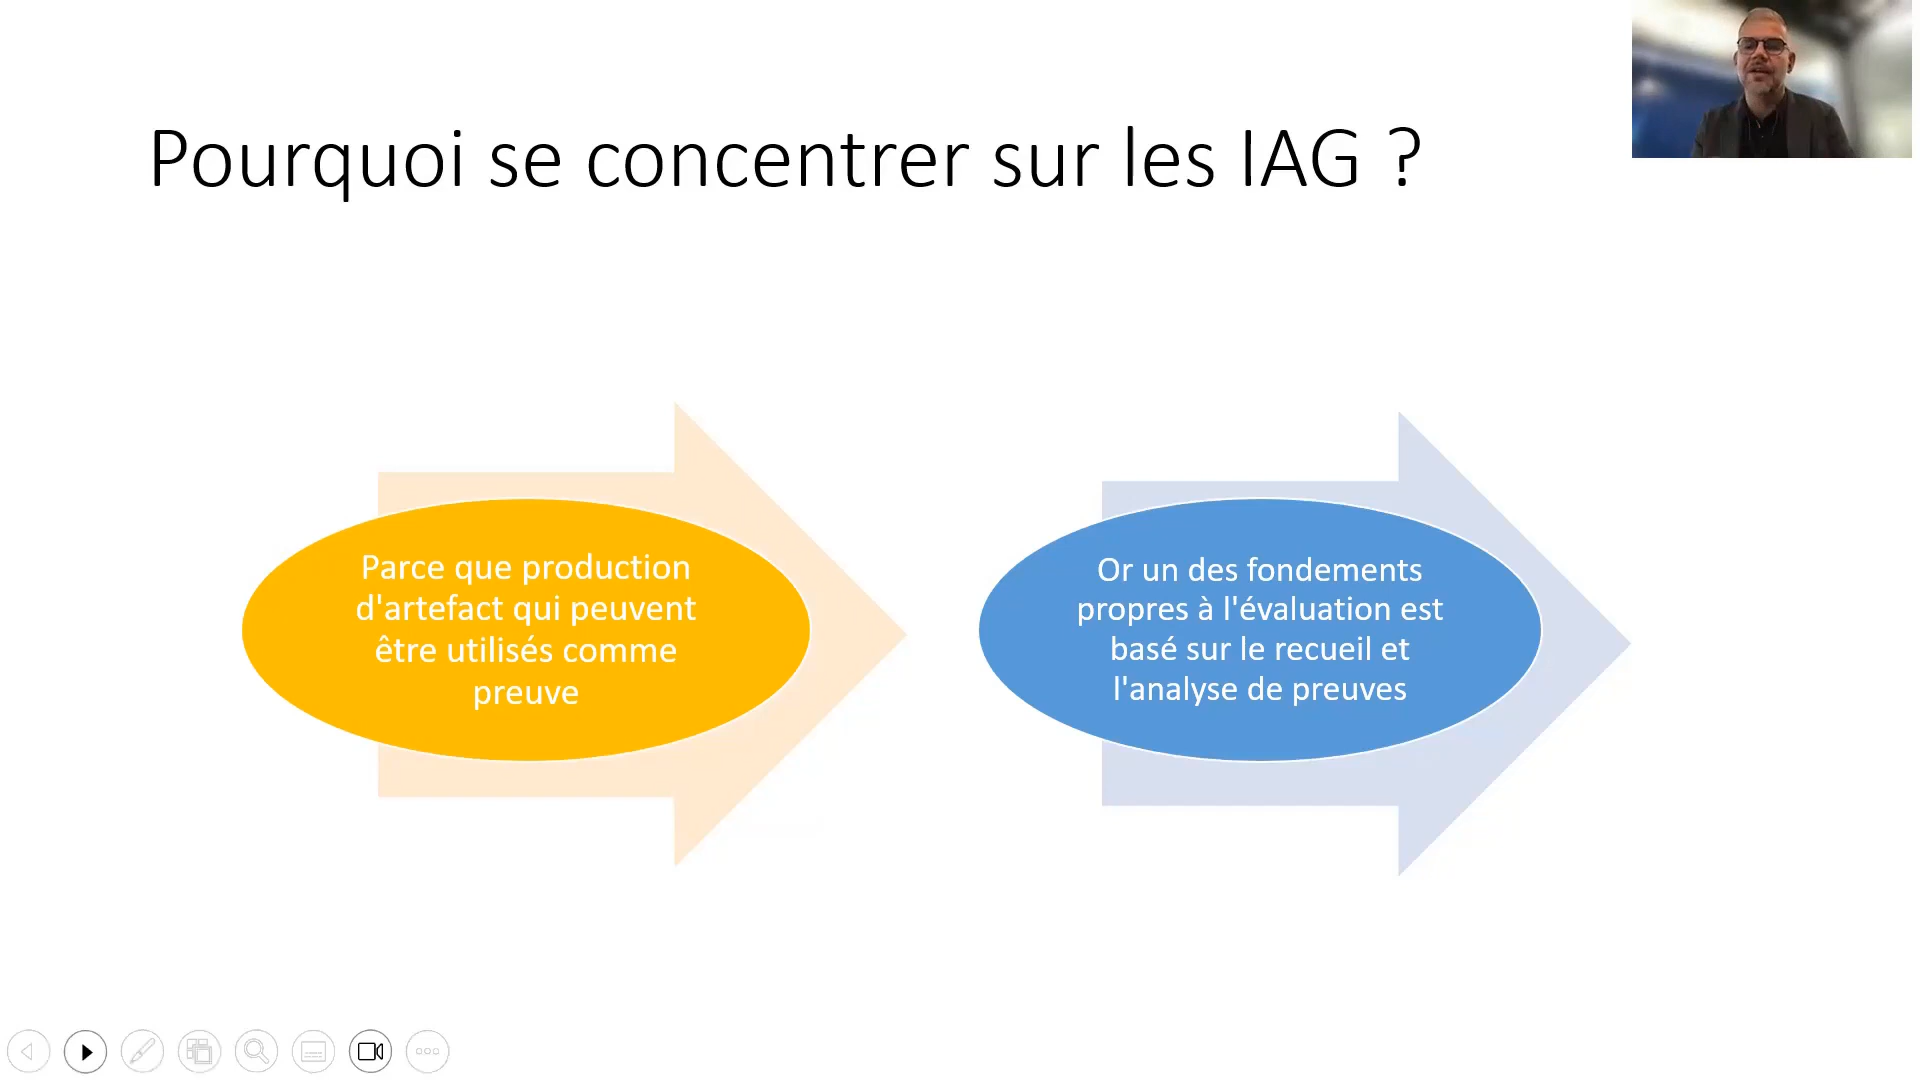 Pourquoi se concentrer sur les IAG ?
Parce que production
d'artefact qui peuvent
être utilisés comme
preuve
Or un des fondements
propres à l'évaluation est
basé sur le recueil et
l'analyse de preuves